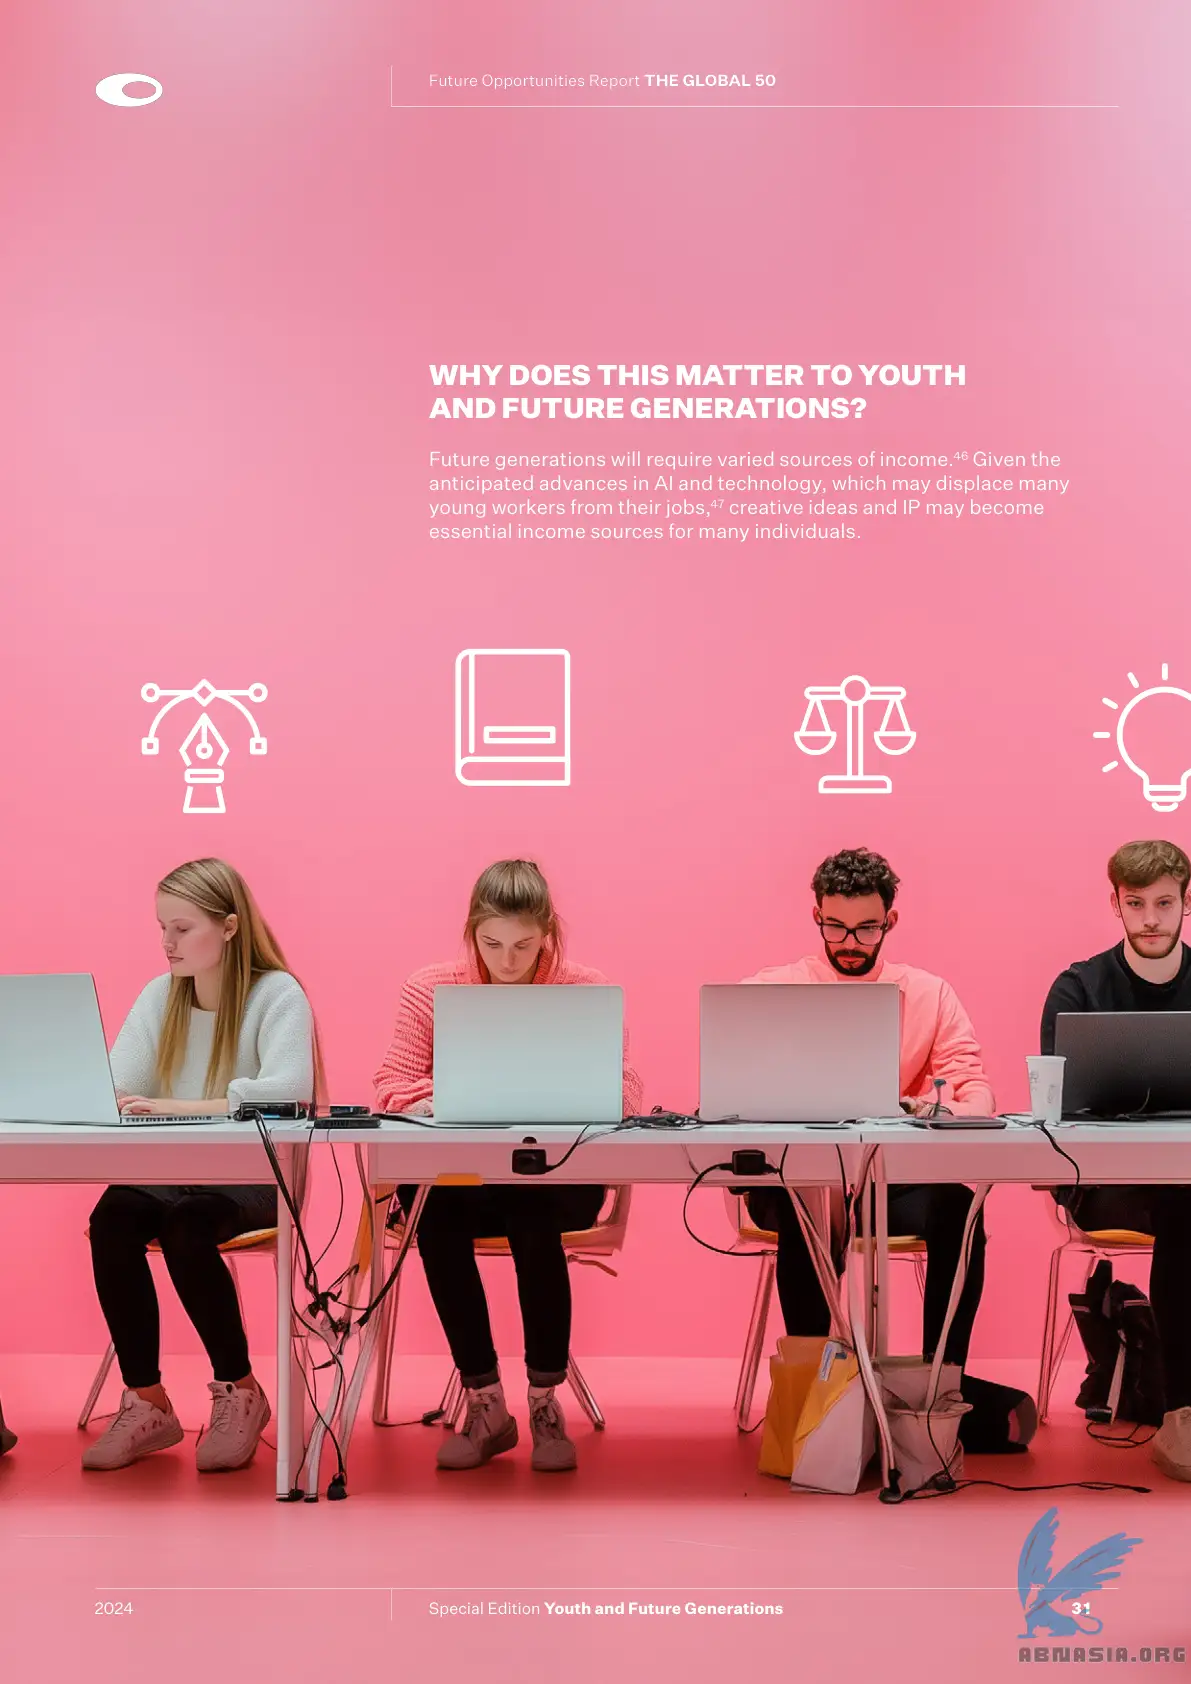 Future Opportunities Report THE GLOBAL 50
WHY DOES THIS MATTER TO YOUTH
AND FUTURE GENERATIONS?
Future generations will require varied sources of income.⁴⁶ Given the
anticipated advances in AI and technology, which may displace many
young workers from their jobs,⁴⁷ creative ideas and IP may become
essential income sources for many individuals.
2024
Special Edition Youth and Future Generations
31
ABNASIA.ORG